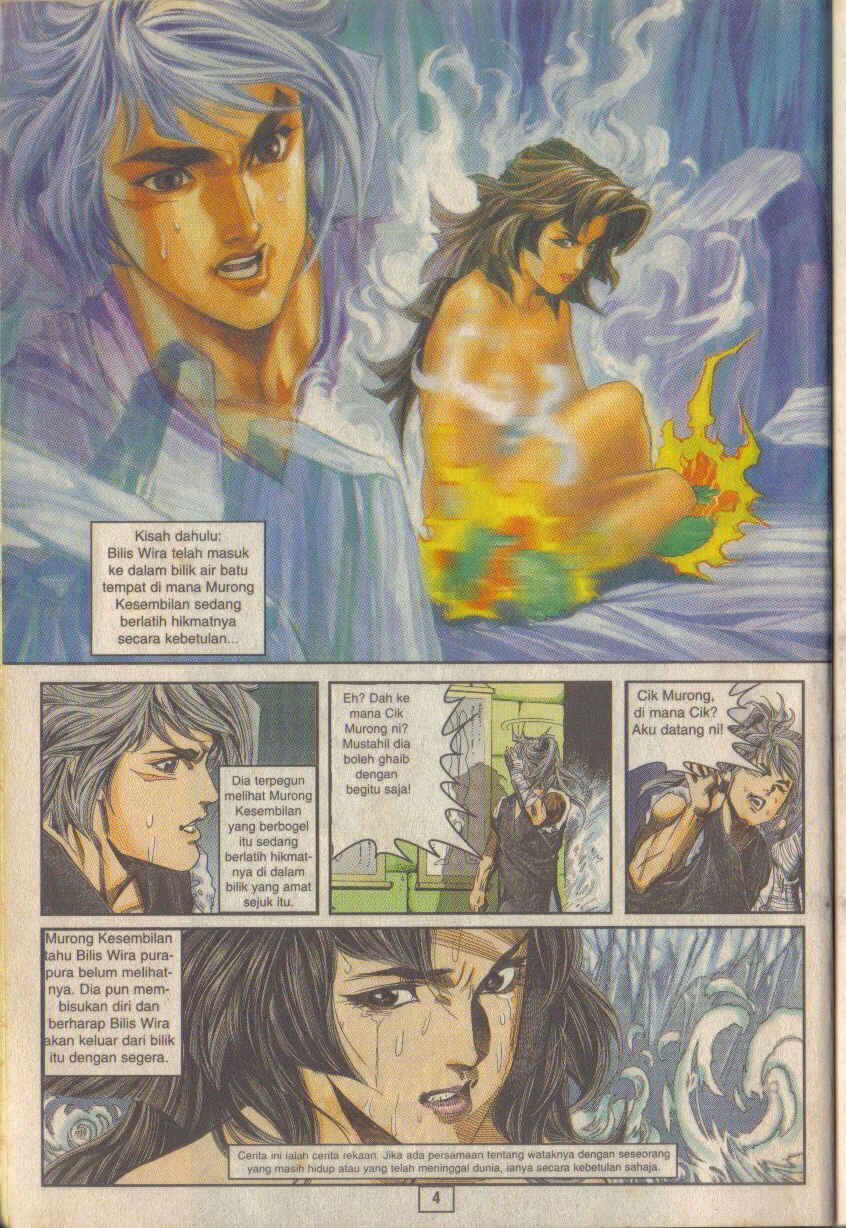 Kisah dahulu:
Bilis Wira telah masuk
ke dalam bilik air batu
tempat di mana Murong
Kesembilan sedang
berlatih hikmatnya
secara kebetulan...
Dia terpegun
melihat Murong
Kesembilan
yang berbogel
itu sedang
berlatih hikmat-
nya di dalam
bilik yang amat
sejuk itu.
Eh? Dah ke
mana Cik
Murong ni?
Mustahil dia
boleh ghaib
dengan
begitu saja!
Cik Murong,
di mana Cik?
Aku datang ni!
Murong Kesembilan
tahu Bilis Wira pura-
pura belum melihat-
nya. Dia pun mem-
bisukan diri dan
berharap Bilis Wira
akan keluar dari bilik
itu dengan segera.
Cerita ini ialah cerita rekaan. Jika ada persamaan tentang wataknya dengan seseorang
yang masih hidup atau yang telah meninggal dunia, ianya secara kebetulan sahaja.
4